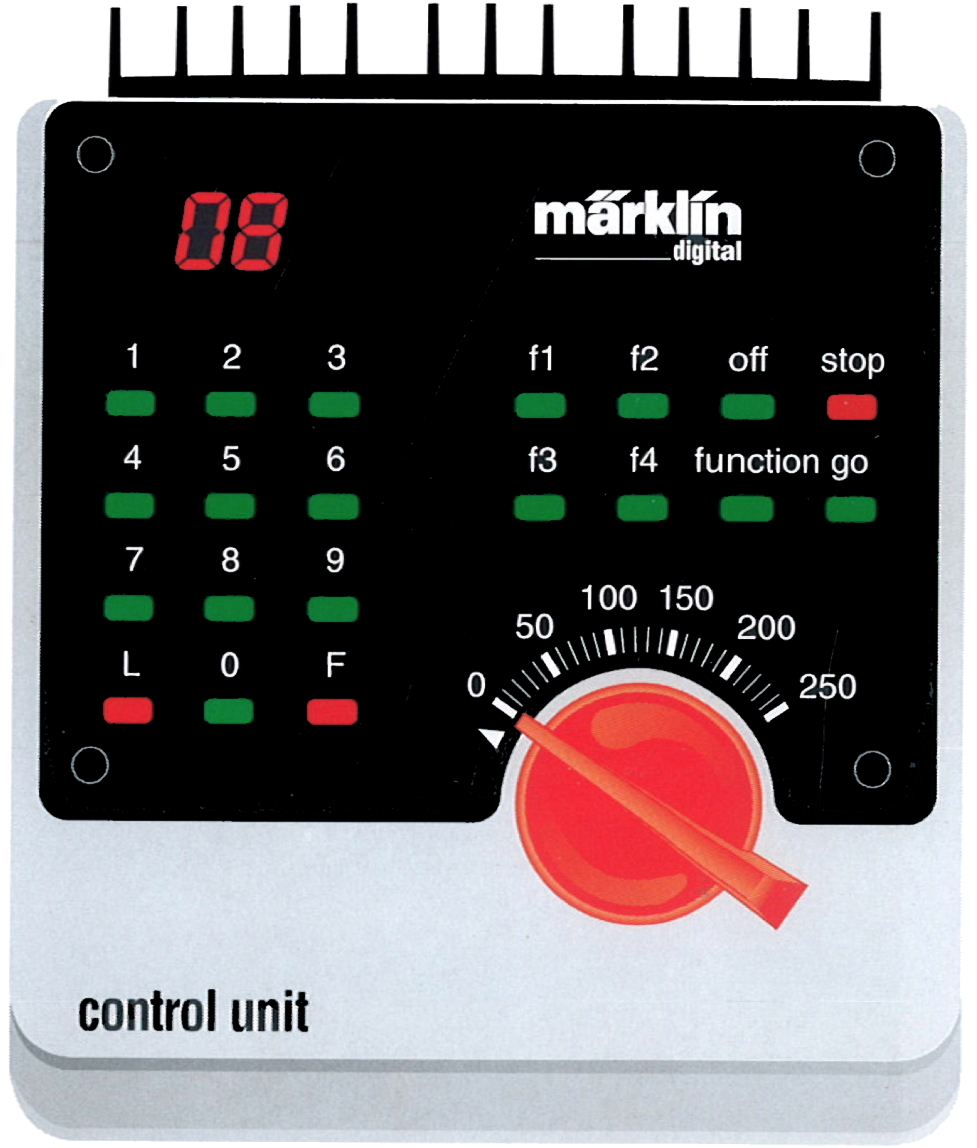 märklin
digital
1 2 3
4 5 6
7 8 9
L 0 F
f1 f2 off stop
f3 f4 function go
0 50 100 150 200 250
control unit